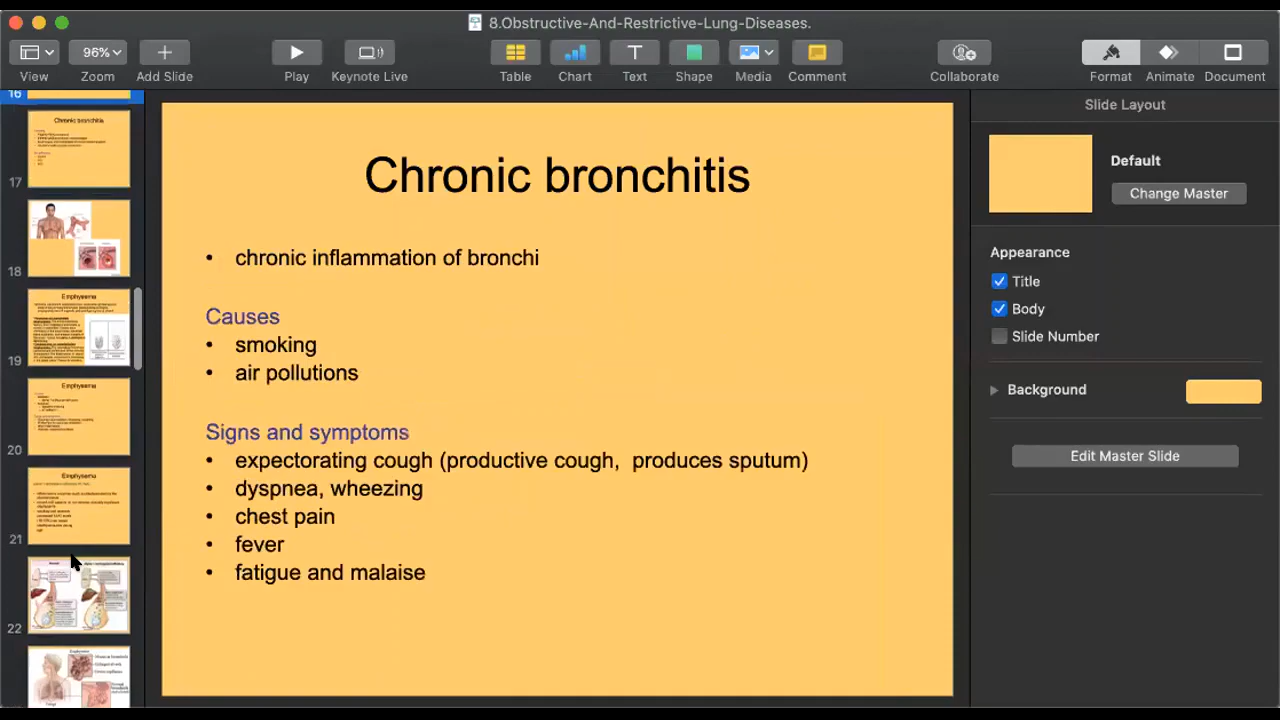 8.Obstructive-And-Restrictive-Lung-Diseases.
View
96%
Zoom
Add Slide
Play
Keynote Live
Table
Chart
Text
Shape
Media
Comment
Collaborate
Format
Animate
Document
16
Chronic bronchitis
17
18
Emphysema
19
Emphysema
20
Emphysema
21
22
Emphysema
Chronic bronchitis
• chronic inflammation of bronchi
Causes
• smoking
• air pollutions
Signs and symptoms
• expectorating cough (productive cough, produces sputum)
• dyspnea, wheezing
• chest pain
• fever
• fatigue and malaise
Slide Layout
Default
Change Master
Appearance
Title
Body
Slide Number
Background
Edit Master Slide